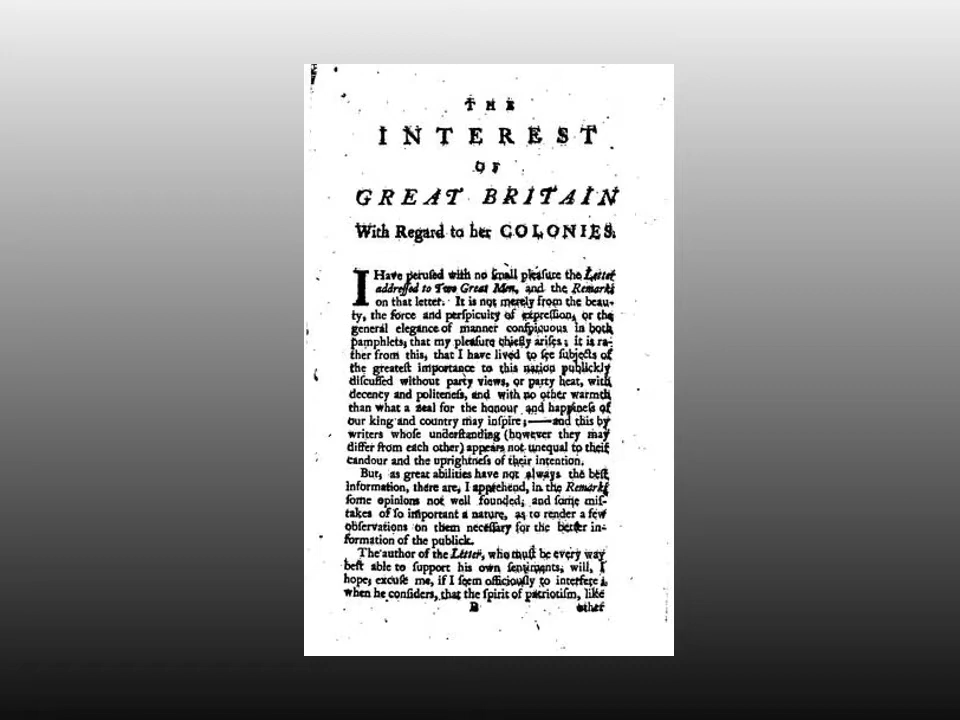 THE
INTEREST
OF
GREAT BRITAIN
With Regard to her COLONIES.
I Have peruſed with no ſmall pleaſure the Letter
addreſſed to Two Great Men, and the Remarks
on that letter. It is not merely from the beau-
ty, the force and perſpicuity of expreſſion, or the
general elegance of manner conſpicuous in both
pamphlets, that my pleaſure chiefly ariſes; it is ra-
ther from this, that I have lived to ſee ſubjects of
the greateſt importance to this nation publickly
diſcuſſed without party views, or party heat, with
decency and politeneſs, and with no other warmth
than what a zeal for the honour and happineſs of
our king and country may inſpire;——and this by
writers whoſe underſtanding (however they may
differ from each other) appears not unequal to their
candour and the uprightneſs of their intention.
But, as great abilities have not always the beſt
information, there are, I apprehend, in the Remarks
ſome opinions not well founded, and ſome miſ-
takes of ſo important a nature, as to render a few
obſervations on them neceſſary for the better in-
formation of the publick.
The author of the Letter, who muſt be every way
beſt able to ſupport his own ſentiments, will, I
hope, excuſe me, if I ſeem officiouſly to interfere;
when he conſiders, that the ſpirit of patriotiſm, like
B other